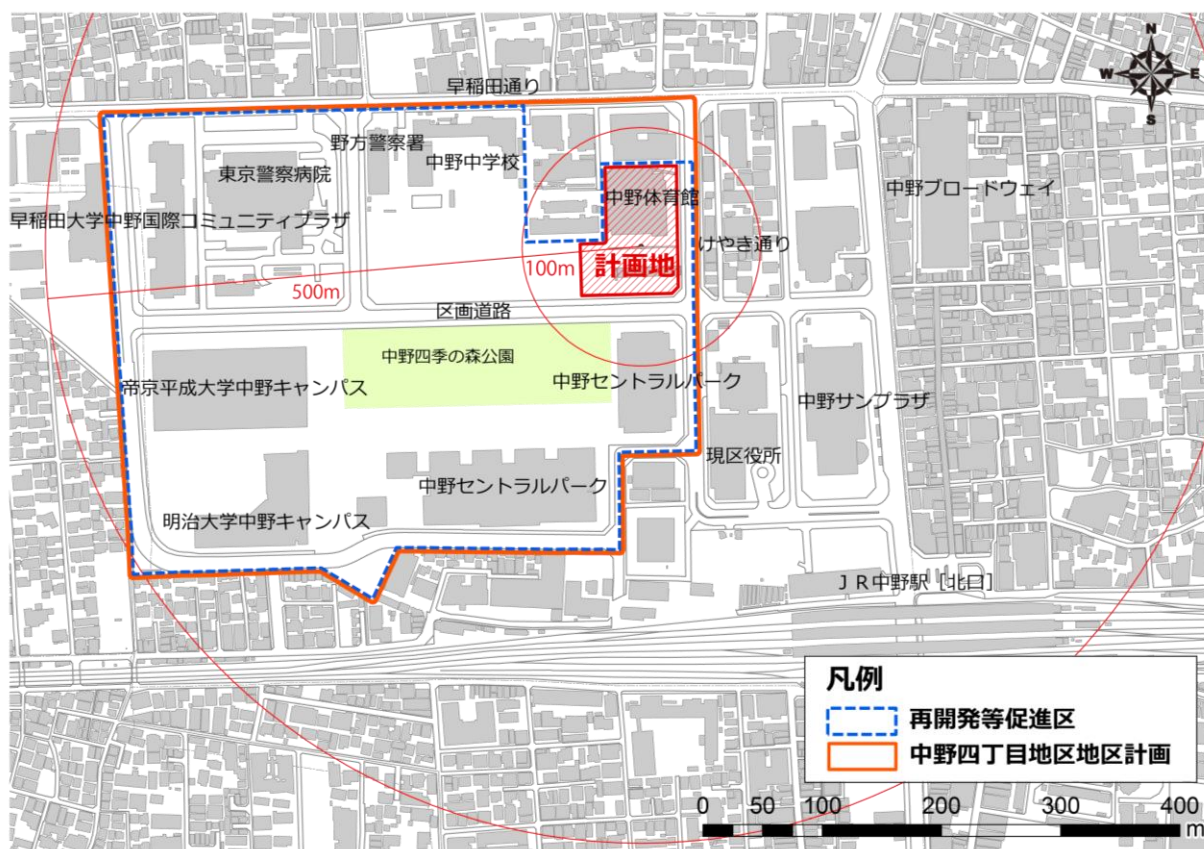 N
W
E
S
早稲田通り
野方警察署
中野中学校
東京警察病院
中野体育館
中野ブロードウェイ
早稲田大学中野国際コミュニティプラザ
けやき通り
100m
計画地
500m
区画道路
中野四季の森公園
帝京平成大学中野キャンパス
中野セントラルパーク
中野サンプラザ
現区役所
中野セントラルパーク
明治大学中野キャンパス
ＪＲ中野駅［北口］
凡例
再開発等促進区
中野四丁目地区地区計画
0 50 100 200 300 400
m